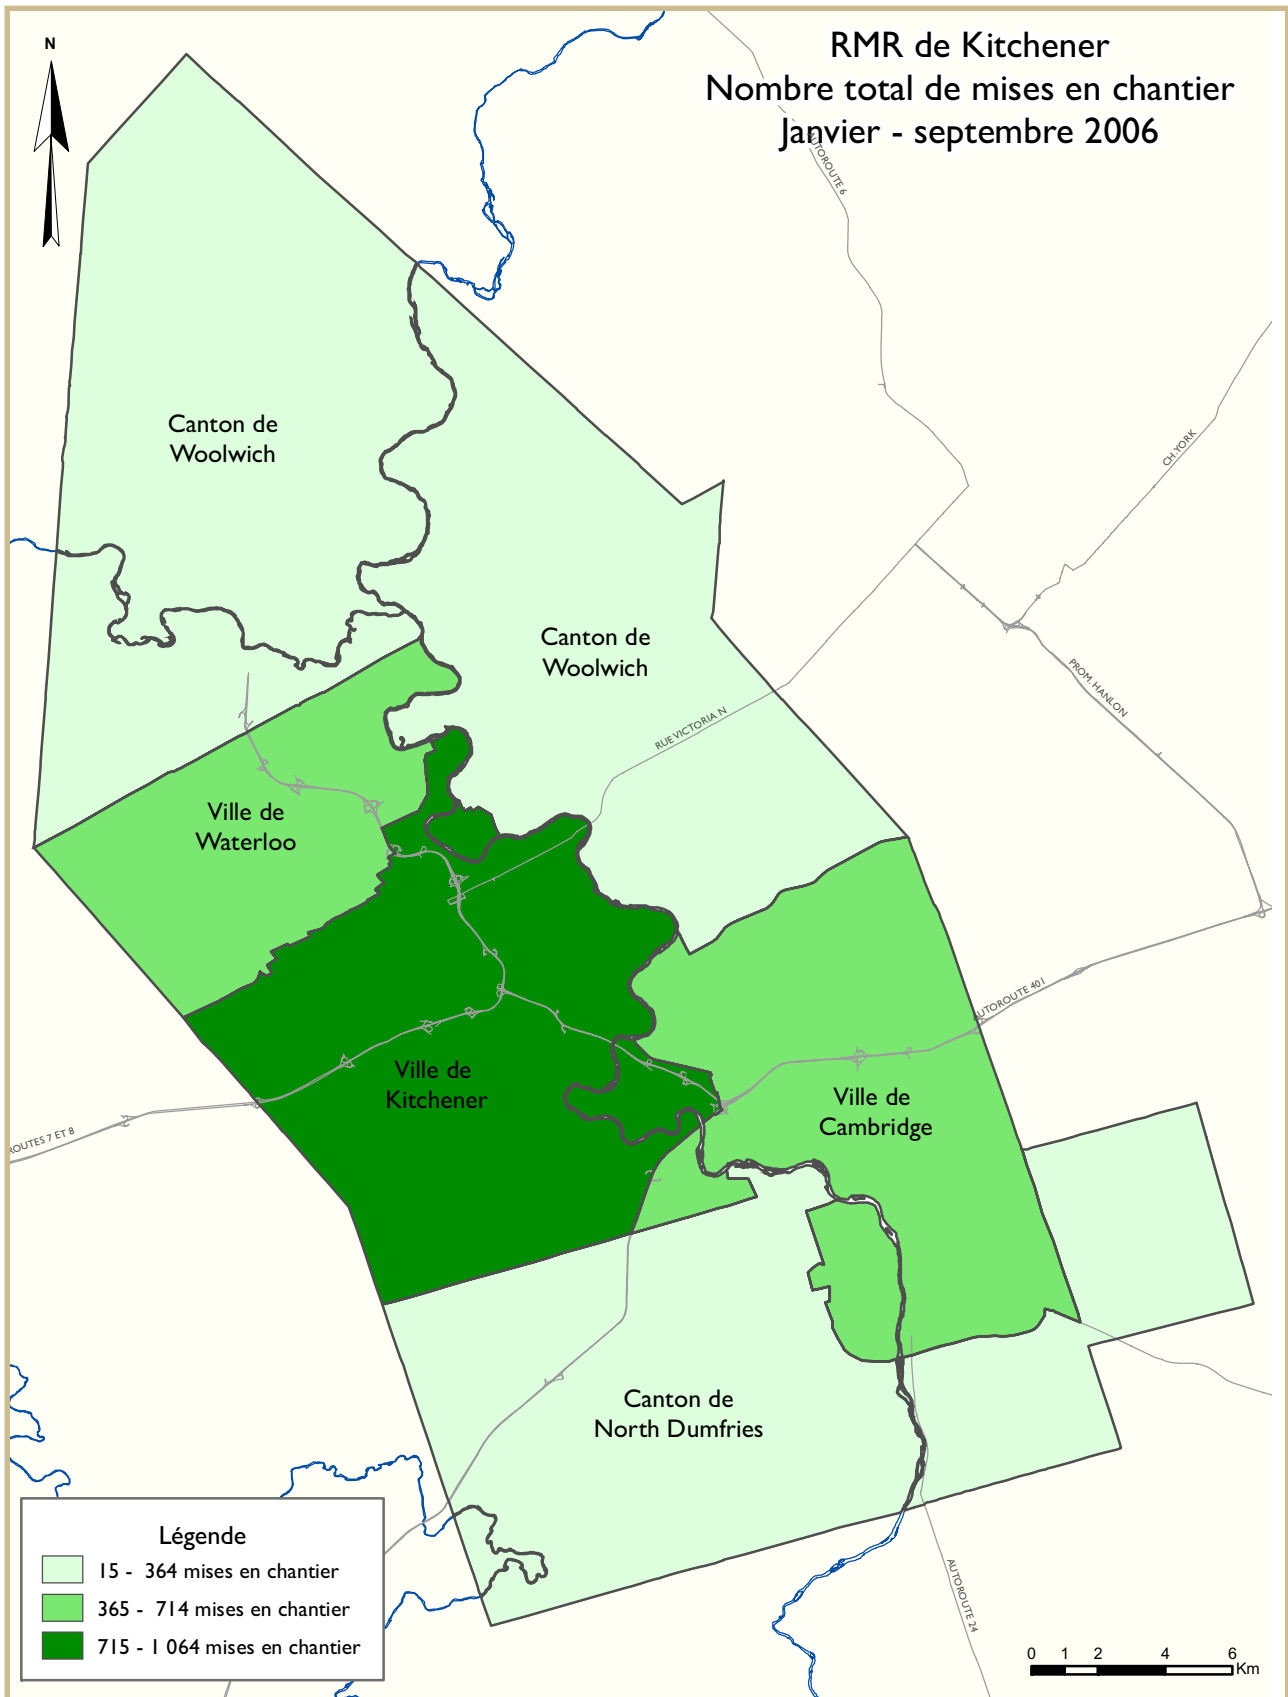 RMR de Kitchener
Nombre total de mises en chantier
Janvier - septembre 2006
N
AUTOROUTE 6
CH. YORK
Canton de
Woolwich
Canton de
Woolwich
PROM. HANLON
RUE VICTORIA N
Ville de
Waterloo
AUTOROUTE 401
Ville de
Kitchener
Ville de
Cambridge
ROUTES 7 ET 8
Canton de
North Dumfries
AUTOROUTE 24
Légende
15 - 364 mises en chantier
365 - 714 mises en chantier
715 - 1 064 mises en chantier
0 1 2 4 6
Km